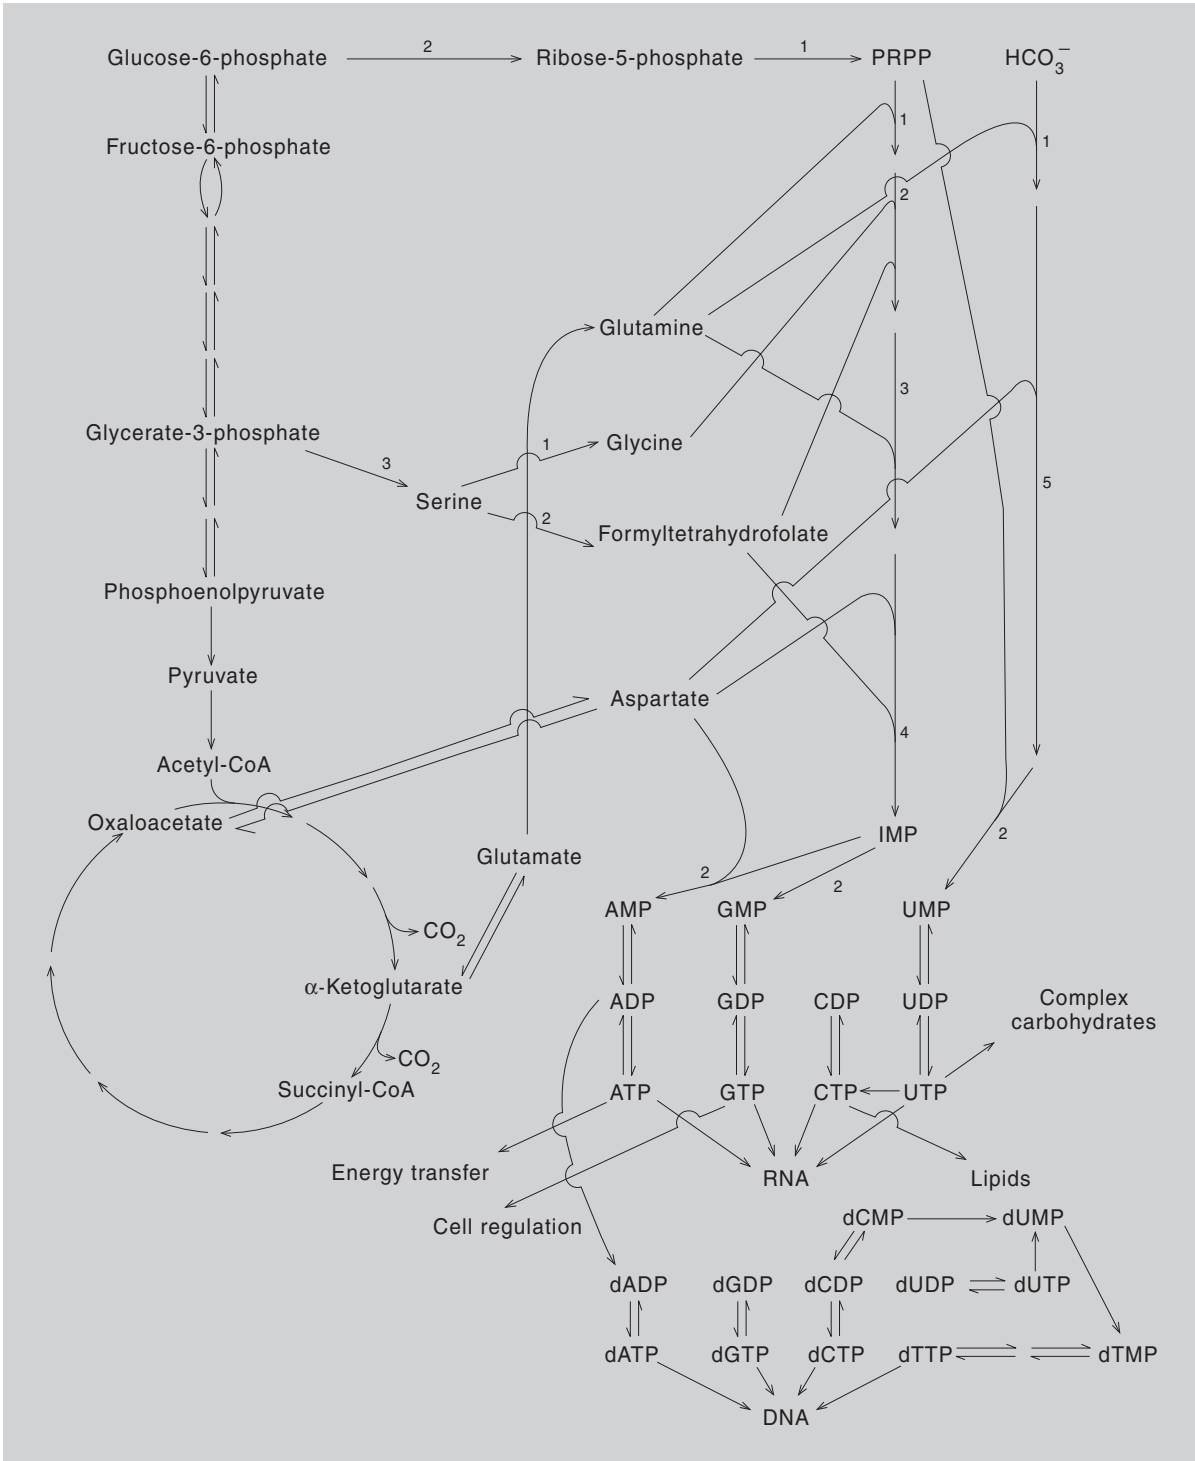 Glucose-6-phosphate 2 Ribose-5-phosphate 1 PRPP HCO3−
1 1
Fructose-6-phosphate
2
Glutamine
3
Glycerate-3-phosphate 1 Glycine
3
Serine 5
2 Formyltetrahydrofolate
Phosphoenolpyruvate
Pyruvate
Aspartate
4
Acetyl-CoA
Oxaloacetate IMP 2
Glutamate
2 2
AMP GMP UMP
CO2
α-Ketoglutarate
ADP GDP CDP UDP Complex
carbohydrates
CO2
Succinyl-CoA ATP GTP CTP UTP
Energy transfer RNA Lipids
Cell regulation dCMP dUMP
dADP dGDP dCDP dUDP dUTP
dATP dGTP dCTP dTTP dTMP
DNA